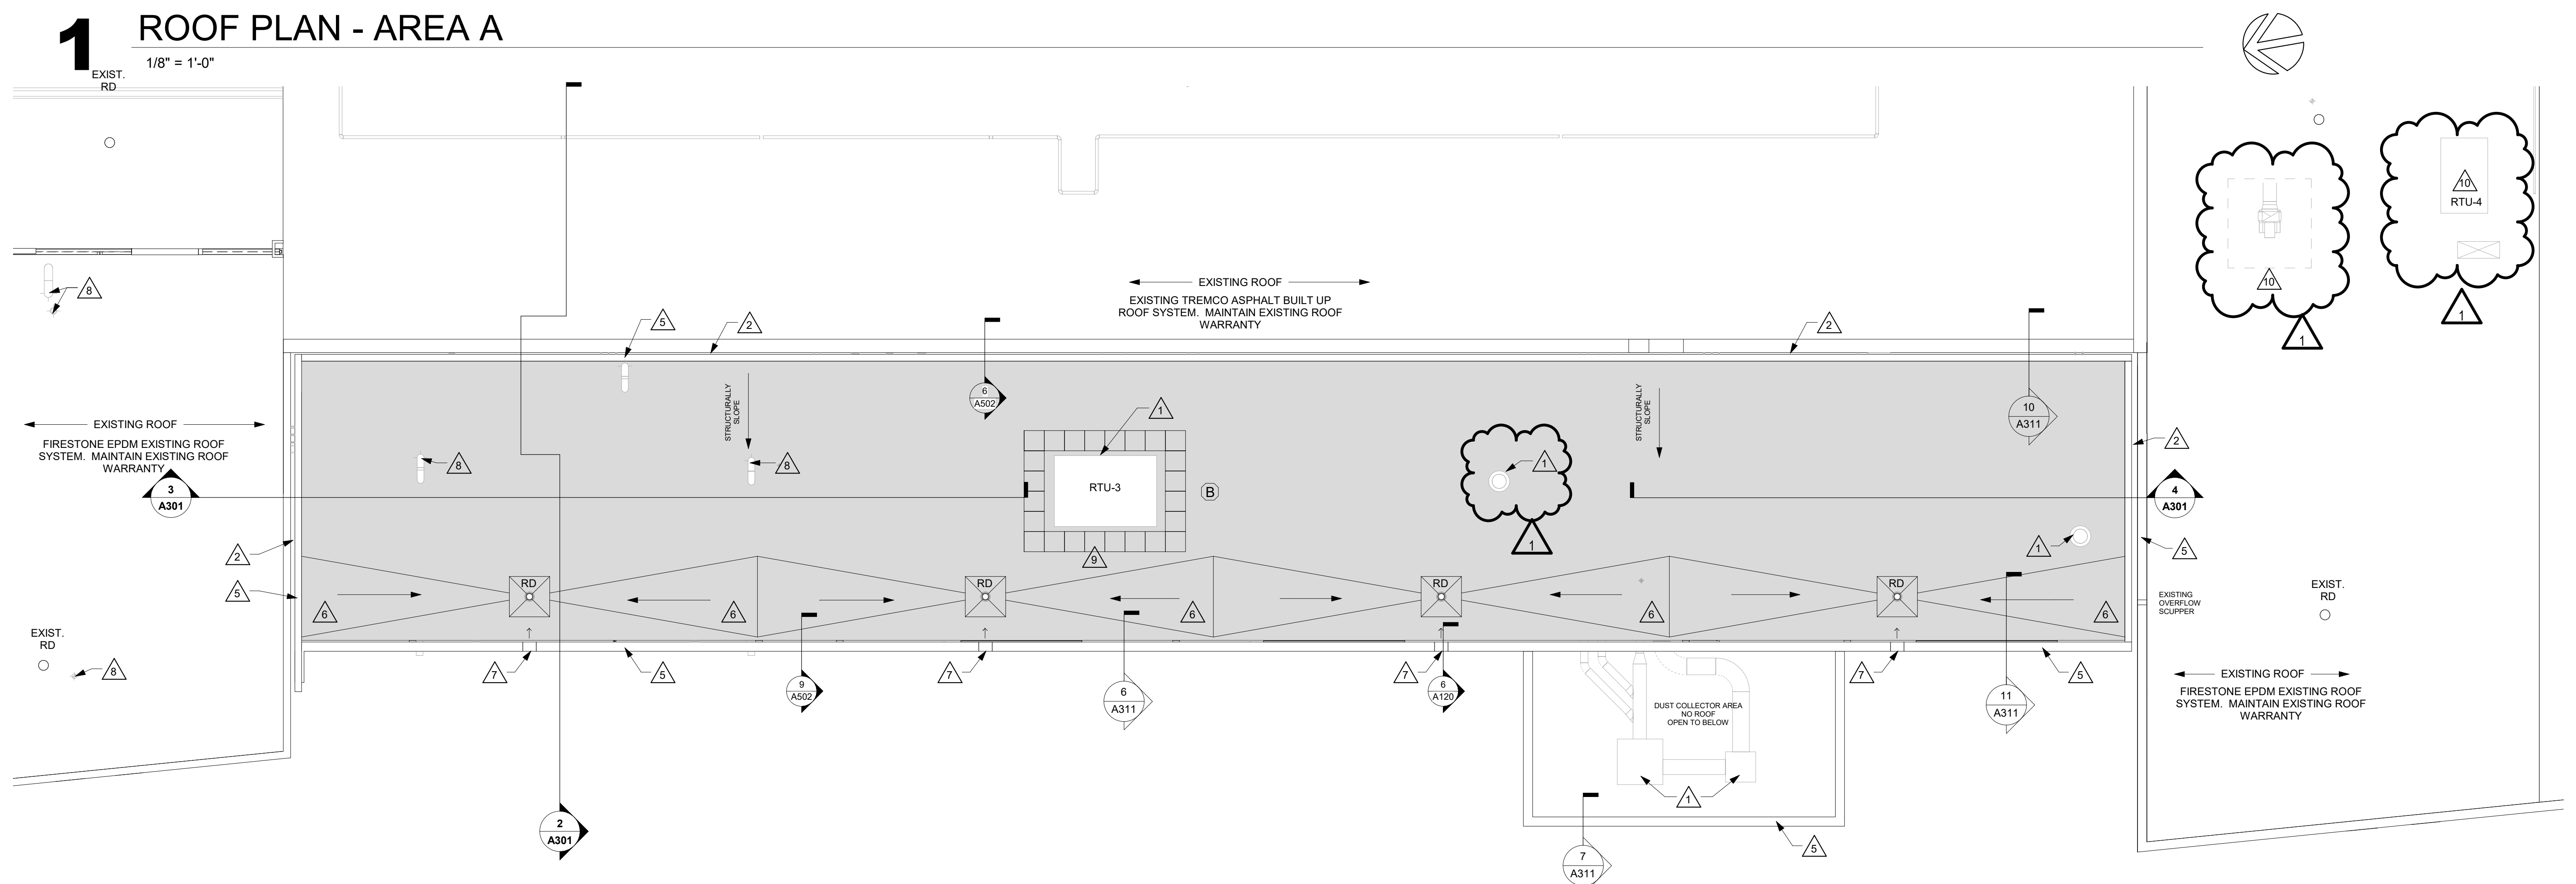 1
ROOF PLAN - AREA A
1/8" = 1'-0"
EXIST.
RD
10
RTU-4
10
1
1
8
EXISTING ROOF
EXISTING TREMCO ASPHALT BUILT UP
ROOF SYSTEM. MAINTAIN EXISTING ROOF
WARRANTY
5
2
2
6
A502
STRUCTURALLY
SLOPE
STRUCTURALLY
SLOPE
10
A311
1
EXISTING ROOF
FIRESTONE EPDM EXISTING ROOF
SYSTEM. MAINTAIN EXISTING ROOF
WARRANTY
2
8
8
1
RTU-3
B
3
A301
4
A301
1
9
2
1
5
5
RD
RD
RD
RD
6
6
6
6
6
EXISTING
OVERFLOW
SCUPPER
EXIST.
RD
EXIST.
RD
8
7
5
7
7
7
5
9
A502
6
A311
6
A120
11
A311
EXISTING ROOF
FIRESTONE EPDM EXISTING ROOF
SYSTEM. MAINTAIN EXISTING ROOF
WARRANTY
DUST COLLECTOR AREA
NO ROOF
OPEN TO BELOW
1
2
A301
5
7
A311